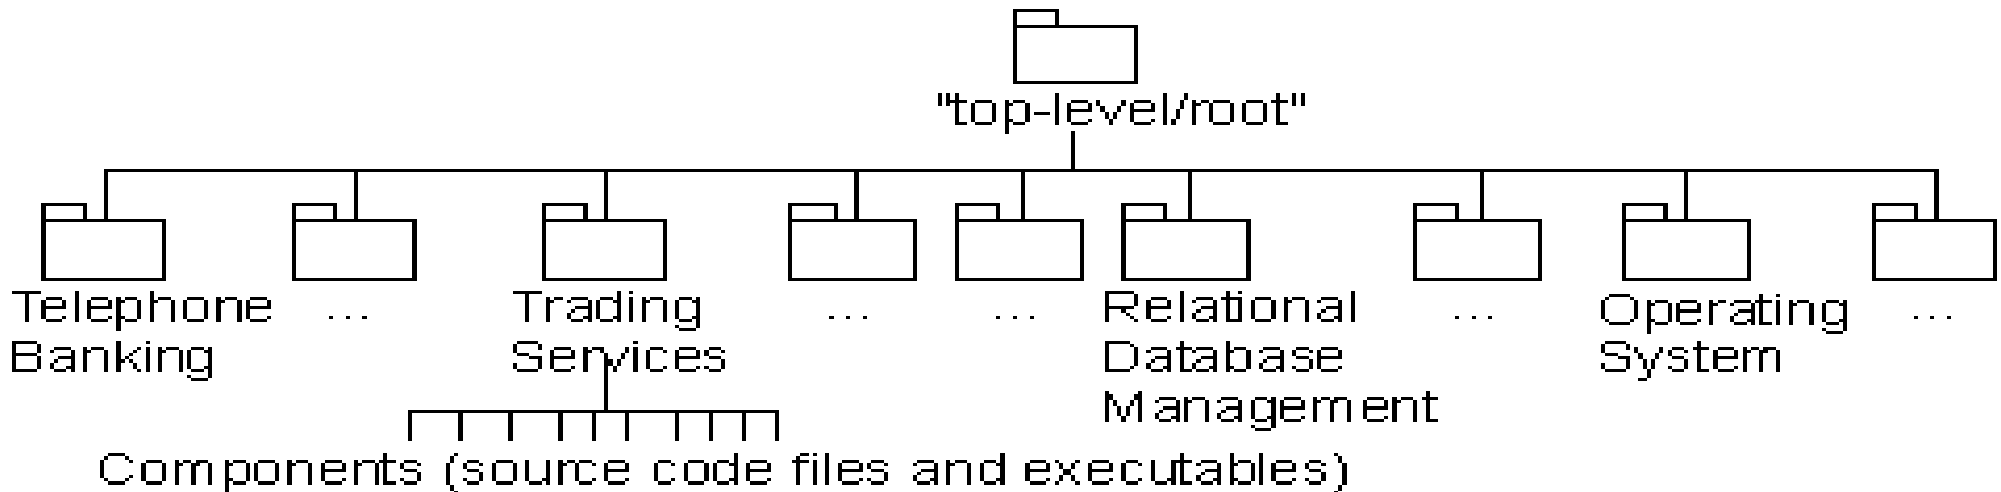 "top-level/root"
Telephone
Banking
...
Trading
Services
...
...
Relational
Database
Management
...
Operating
System
...
Components (source code files and executables)